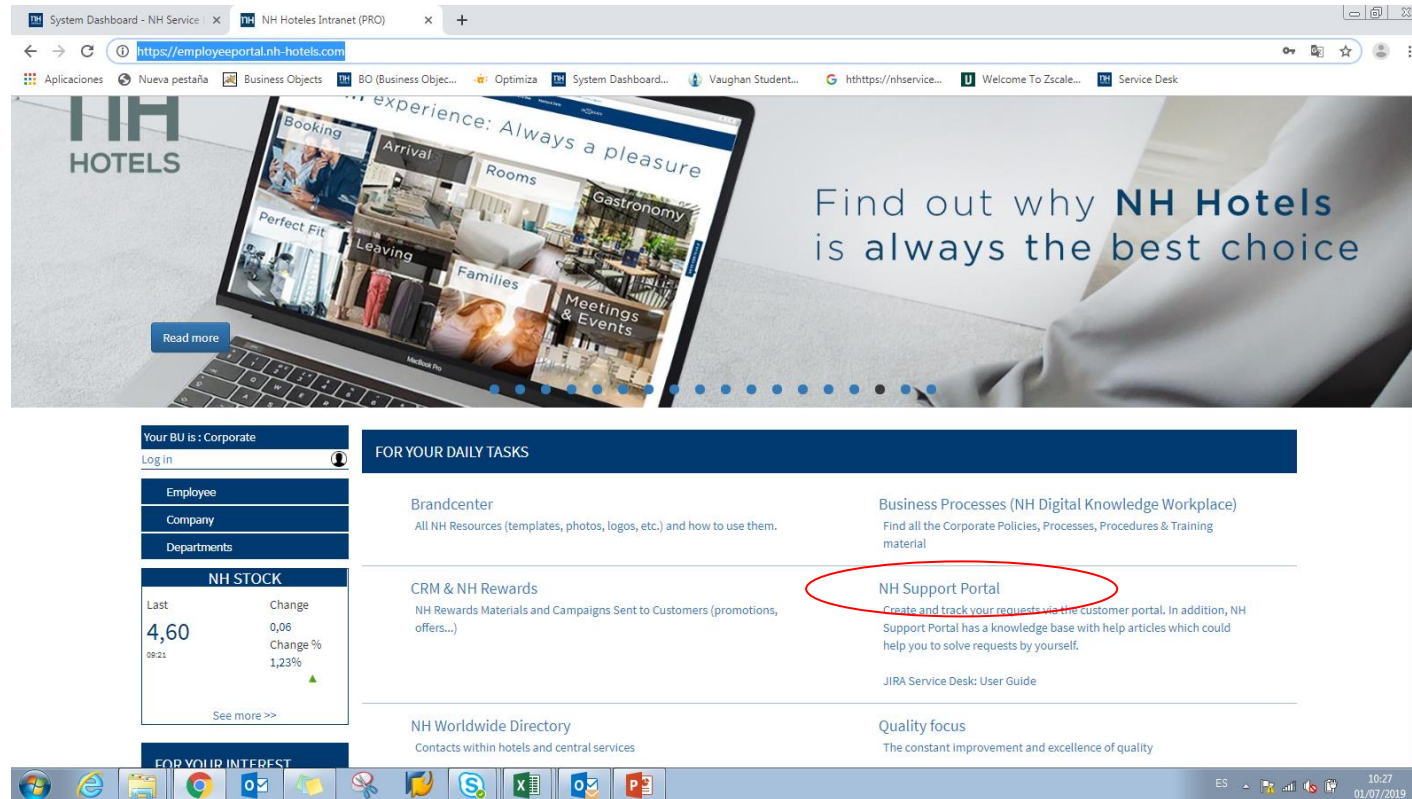 System Dashboard - NH Service
NH Hoteles Intranet (PRO)
https://employeeportal.nh-hotels.com
Aplicaciones
Nueva pestaña
Business Objects
BO (Business Objec...
Optimiza
System Dashboard...
Vaughan Student...
hthttps://nhservice...
Welcome To Zscale...
Service Desk
nH
HOTELS
experience: Always a pleasure
Booking
Arrival
Rooms
Gastronomy
Perfect Fit
Leaving
Families
Meetings
& Events
MacBook Pro
Find out why NH Hotels
is always the best choice
Read more
Your BU is : Corporate
Log in
Employee
Company
Departments
NH STOCK
Last
Change
4,60
0,06
09:21
Change %
1,23%
See more >>
FOR YOUR INTEREST
FOR YOUR DAILY TASKS
Brandcenter
All NH Resources (templates, photos, logos, etc.) and how to use them.
Business Processes (NH Digital Knowledge Workplace)
Find all the Corporate Policies, Processes, Procedures & Training
material
CRM & NH Rewards
NH Rewards Materials and Campaigns Sent to Customers (promotions,
offers...)
NH Support Portal
Create and track your requests via the customer portal. In addition, NH
Support Portal has a knowledge base with help articles which could
help you to solve requests by yourself.
JIRA Service Desk: User Guide
NH Worldwide Directory
Contacts within hotels and central services
Quality focus
The constant improvement and excellence of quality
ES
10:27
01/07/2019